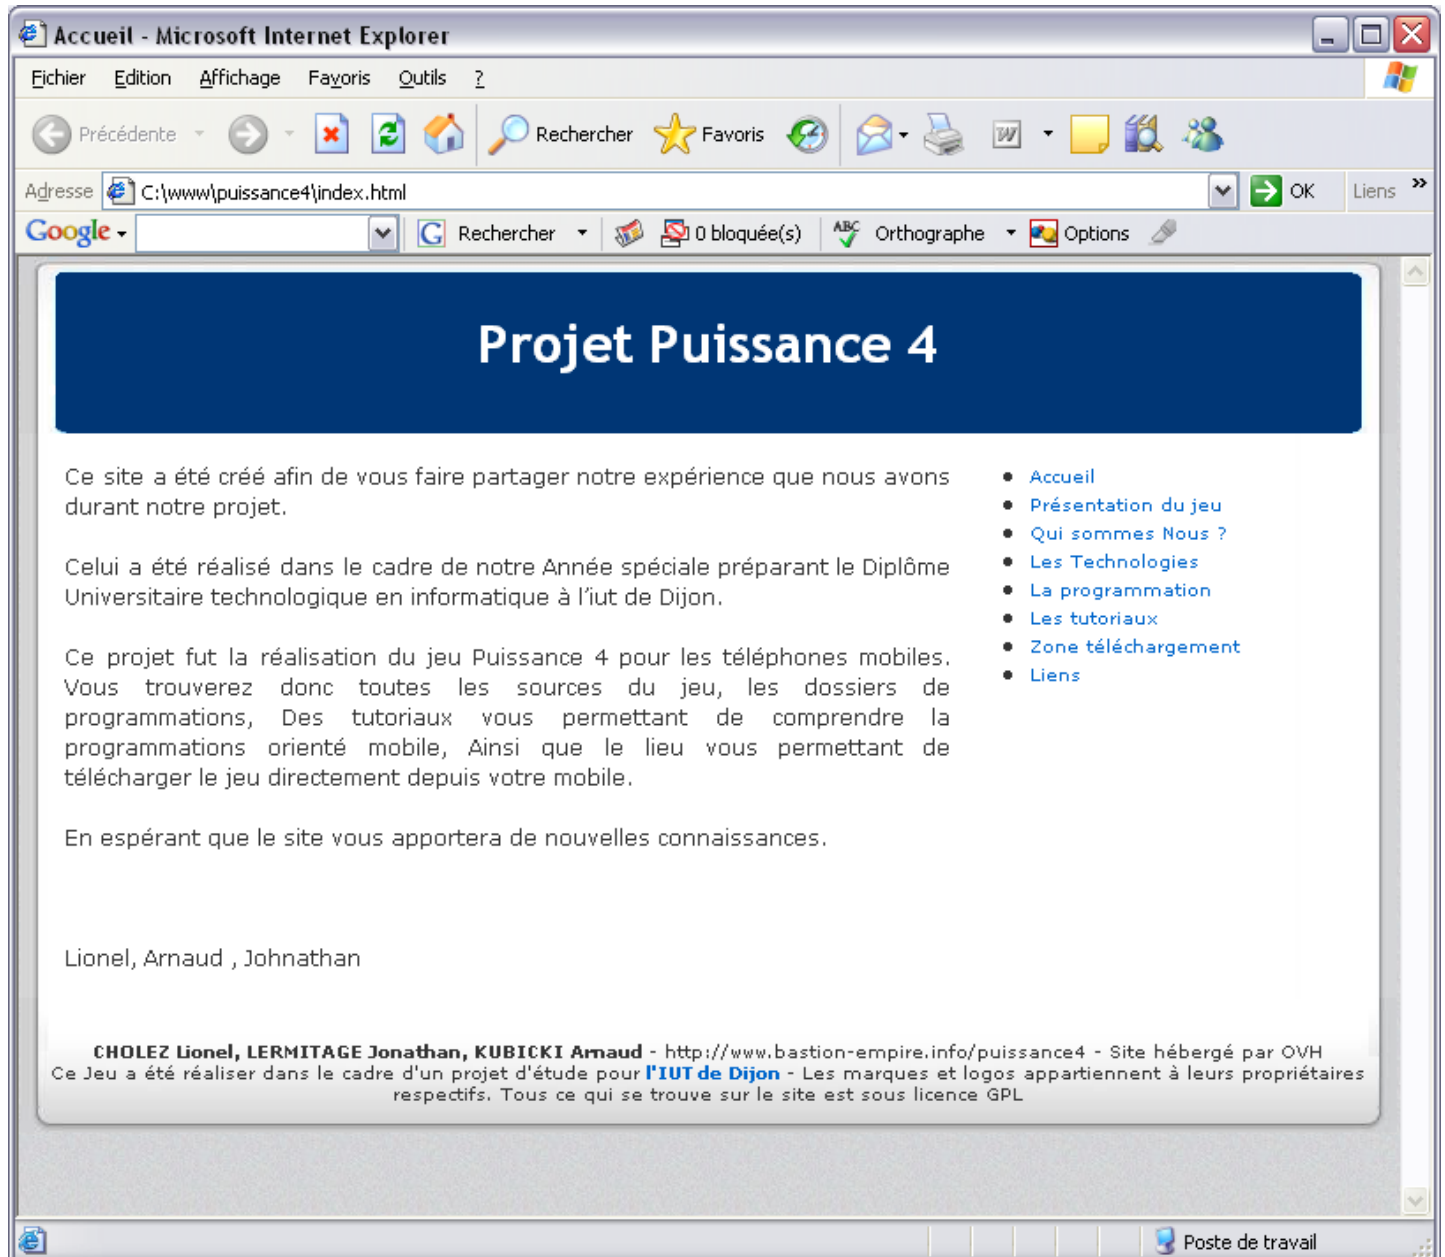 Accueil - Microsoft Internet Explorer
Fichier Edition Affichage Favoris Outils ?
Précédente Rechercher Favoris
Adresse C:\www\puissance4\index.html OK Liens »
Google Rechercher 0 bloquée(s) ABC Orthographe Options
Projet Puissance 4
Ce site a été créé afin de vous faire partager notre expérience que nous avons
durant notre projet.
Celui a été réalisé dans le cadre de notre Année spéciale préparant le Diplôme
Universitaire technologique en informatique à l'iut de Dijon.
Ce projet fut la réalisation du jeu Puissance 4 pour les téléphones mobiles.
Vous trouverez donc toutes les sources du jeu, les dossiers de
programmations, Des tutoriaux vous permettant de comprendre la
programmations orienté mobile, Ainsi que le lieu vous permettant de
télécharger le jeu directement depuis votre mobile.
En espérant que le site vous apportera de nouvelles connaissances.
Lionel, Arnaud , Johnathan
Accueil
Présentation du jeu
Qui sommes Nous ?
Les Technologies
La programmation
Les tutoriaux
Zone téléchargement
Liens
CHOLEZ Lionel, LERMITAGE Jonathan, KUBICKI Arnaud - http://www.bastion-empire.info/puissance4 - Site hébergé par OVH
Ce Jeu a été réaliser dans le cadre d'un projet d'étude pour l'IUT de Dijon - Les marques et logos appartiennent à leurs propriétaires
respectifs. Tous ce qui se trouve sur le site est sous licence GPL
Poste de travail